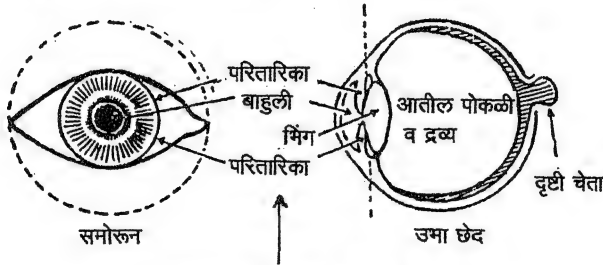 परितारिका
बाहुली
भिंग
परितारिका
आतील पोकळी
व द्रव्य
दृष्टी चेता
समोरून
उभा छेद